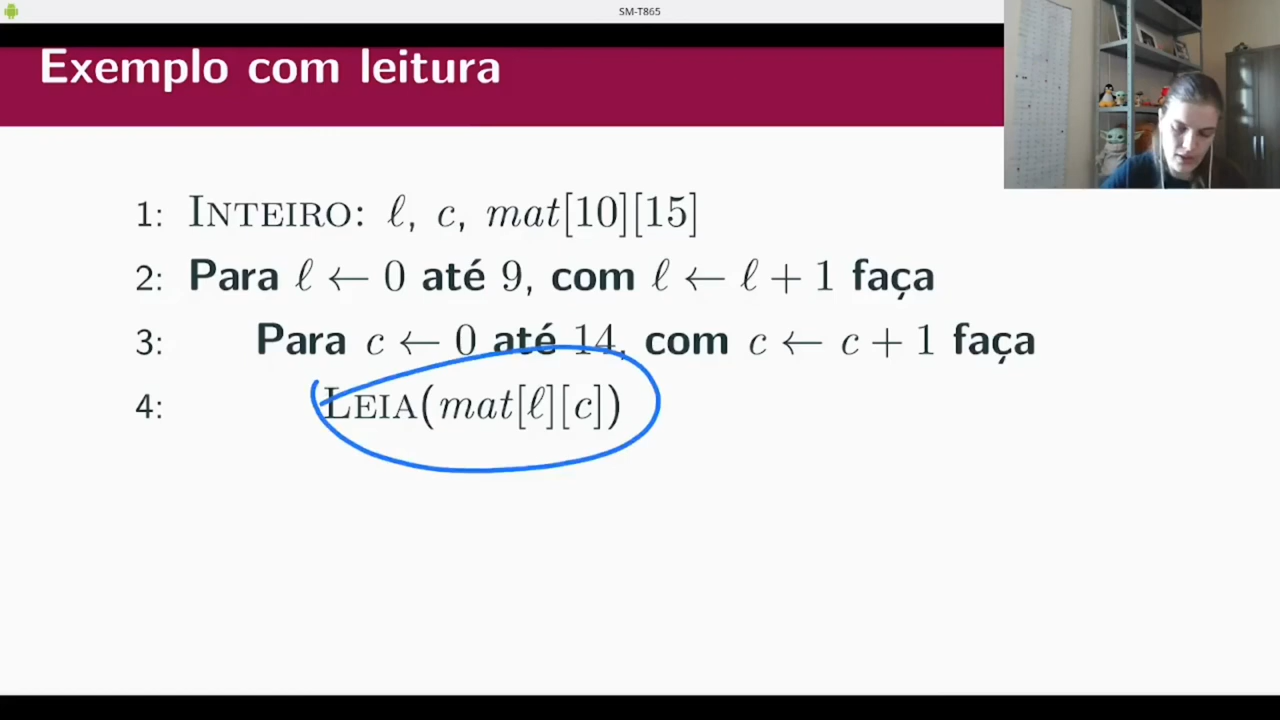 SM-T865
Exemplo com leitura
1: INTEIRO: ℓ, c, mat[10][15]
2: Para ℓ ← 0 até 9, com ℓ ← ℓ + 1 faça
3: Para c ← 0 até 14, com c ← c + 1 faça
4: LEIA(mat[ℓ][c])